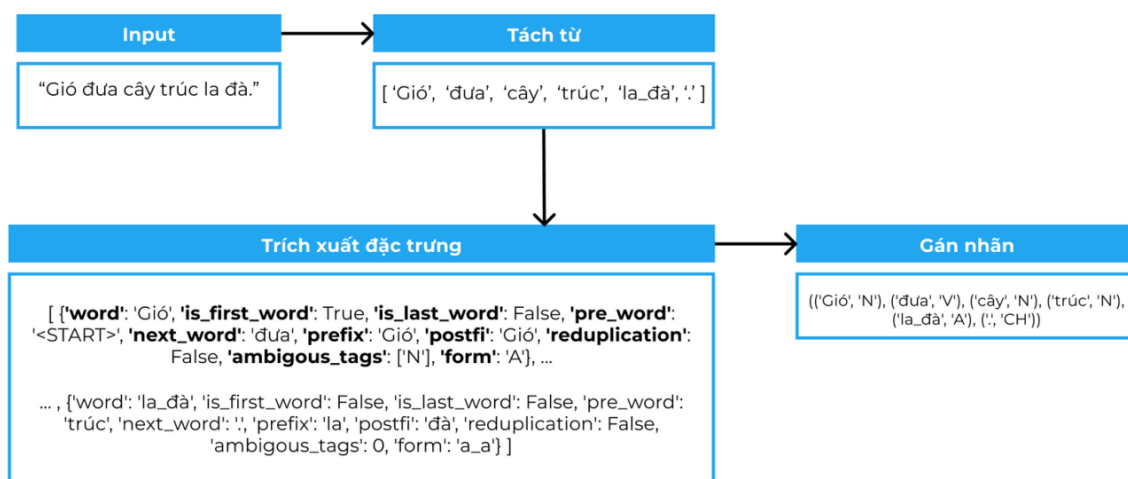 Input
Tách từ
“Gió đưa cây trúc la đà.”
[ ‘Gió’, ‘đưa’, ‘cây’, ‘trúc’, ‘la_đà’, ‘.’ ]
Trích xuất đặc trưng
[ {'word': 'Gió', 'is_first_word': True, 'is_last_word': False, 'pre_word':
'<START>', 'next_word': 'đưa', 'prefix': 'Gió', 'postfi': 'Gió', 'reduplication':
False, 'ambigous_tags': ['N'], 'form': 'A'}, ...
... , {'word': 'la_đà', 'is_first_word': False, 'is_last_word': False, 'pre_word':
'trúc', 'next_word': '.', 'prefix': 'la', 'postfi': 'đà', 'reduplication': False,
'ambigous_tags': 0, 'form': 'a_a'} ]
Gán nhãn
(('Gió', 'N'), ('đưa', 'V'), ('cây', 'N'), ('trúc', 'N'),
('la_đà', 'A'), ('.', 'CH'))